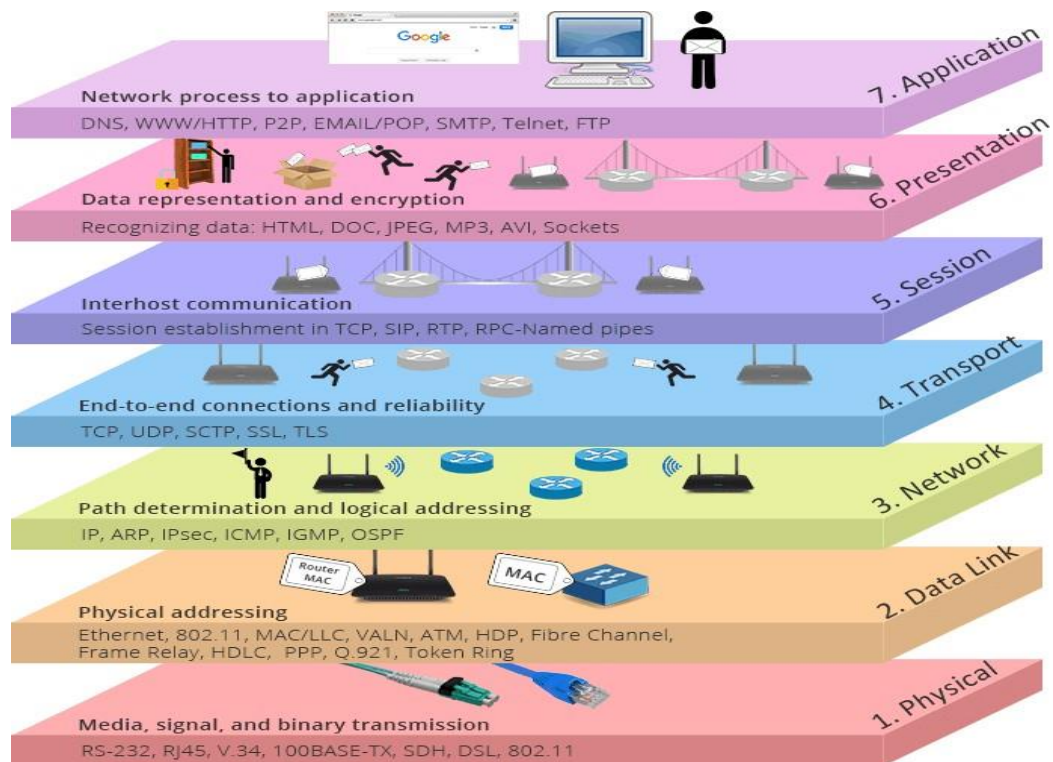 Google
7. Application
Network process to application
DNS, WWW/HTTP, P2P, EMAIL/POP, SMTP, Telnet, FTP
6. Presentation
Data representation and encryption
Recognizing data: HTML, DOC, JPEG, MP3, AVI, Sockets
5. Session
Interhost communication
Session establishment in TCP, SIP, RTP, RPC-Named pipes
4. Transport
End-to-end connections and reliability
TCP, UDP, SCTP, SSL, TLS
3. Network
Path determination and logical addressing
IP, ARP, IPsec, ICMP, IGMP, OSPF
Router
MAC
MAC
2. Data Link
Physical addressing
Ethernet, 802.11, MAC/LLC, VALN, ATM, HDP, Fibre Channel,
Frame Relay, HDLC, PPP, Q.921, Token Ring
1. Physical
Media, signal, and binary transmission
RS-232, RJ45, V.34, 100BASE-TX, SDH, DSL, 802.11